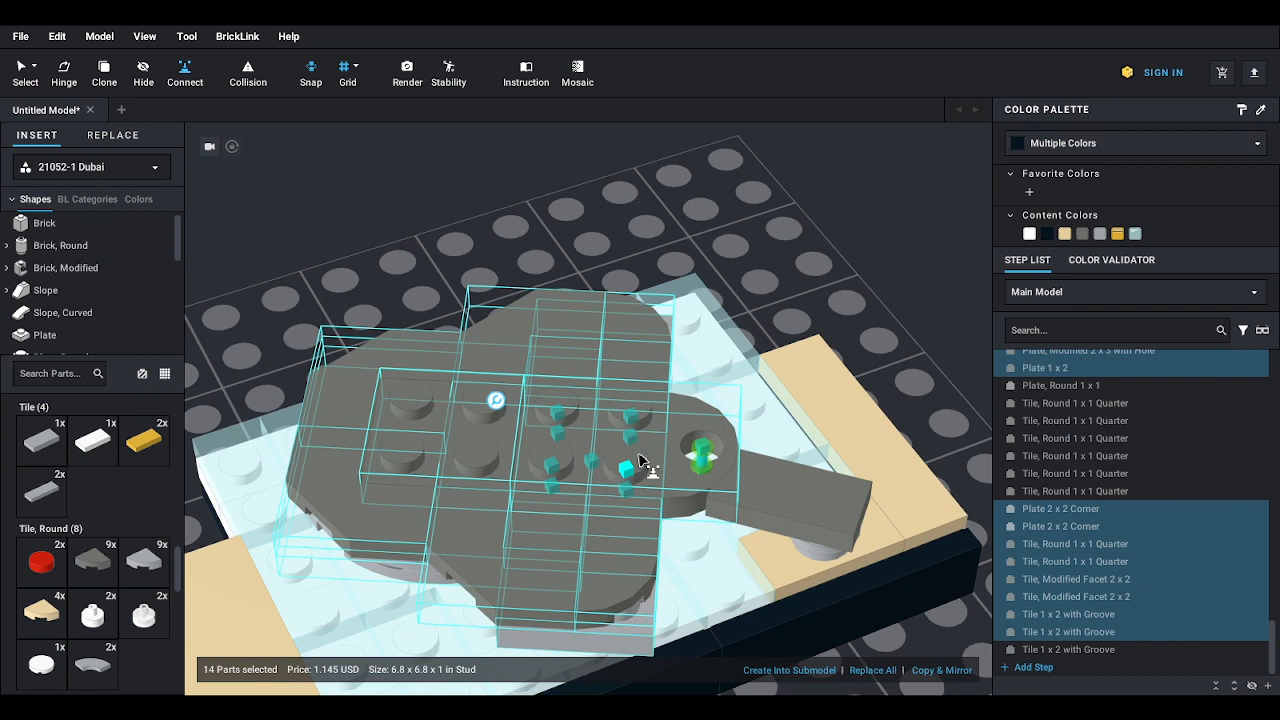 File Edit Model View Tool BrickLink Help
Select Hinge Clone Hide Connect Collision Snap Grid Render Stability Instruction Mosaic SIGN IN
Untitled Model* COLOR PALETTE
INSERT REPLACE
Multiple Colors
21052-1 Dubai
Favorite Colors
Shapes BL Categories Colors
Content Colors
Brick
Brick, Round
Brick, Modified
Slope
Slope, Curved
Plate
STEP LIST COLOR VALIDATOR
Main Model
Search...
Plate, Modified 2 x 3 with Hole
Plate 1 x 2
Plate, Round 1 x 1
Tile, Round 1 x 1 Quarter
Tile, Round 1 x 1 Quarter
Tile, Round 1 x 1 Quarter
Tile, Round 1 x 1 Quarter
Tile, Round 1 x 1 Quarter
Tile, Round 1 x 1 Quarter
Plate 2 x 2 Corner
Plate 2 x 2 Corner
Tile, Round 1 x 1 Quarter
Tile, Round 1 x 1 Quarter
Tile, Modified Facet 2 x 2
Tile, Modified Facet 2 x 2
Tile 1 x 2 with Groove
Tile 1 x 2 with Groove
Tile 1 x 2 with Groove
Add Step
Search Parts...
Tile (4)
1x 1x 2x
2x
Tile, Round (8)
2x 9x 9x
4x 2x 2x
1x 2x
14 Parts selected Price: 1.145 USD Size: 6.8 x 6.8 x 1 in Stud Create Into Submodel | Replace All | Copy & Mirror